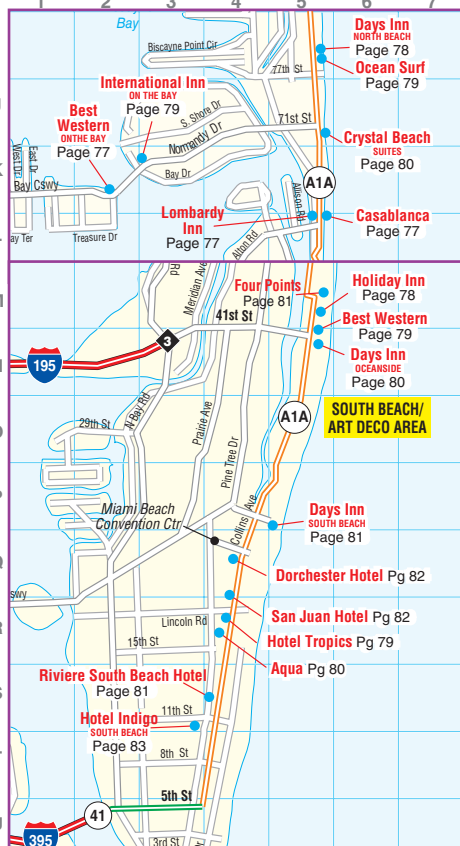 1 2 3 4 5 6 7
Bay
Biscayne Point Cir
Days Inn
NORTH BEACH
Page 78
Ocean Surf
Page 79
77th St
International Inn
ON THE BAY
Page 79
Best
Western
ONTHE BAY
Page 77
S. Shore Dr
Normandy Dr
71st St
Crystal Beach
SUITES
Page 80
West Dr
East Dr
Bay Cswy
Bay Dr
A1A
Allison Rd
Lombardy
Inn
Page 77
Casablanca
Page 77
ay Ter
Treasure Dr
Alton Rd
Rd
Meridian Ave
Four Points
Page 81
Holiday Inn
Page 78
41st St
Best Western
Page 79
3
195
Days Inn
OCEANSIDE
Page 80
N Bay Rd
Prairie Ave
A1A
SOUTH BEACH/
ART DECO AREA
29th St
Pine Tree Dr
Miami Beach
Convention Ctr
Collins Ave
Days Inn
SOUTH BEACH
Page 81
Dorchester Hotel Pg 82
swy
San Juan Hotel Pg 82
Lincoln Rd
Hotel Tropics Pg 79
15th St
Aqua Pg 80
Riviere South Beach Hotel
Page 81
11th St
Hotel Indigo
SOUTH BEACH
Page 83
8th St
5th St
41
395
3rd St